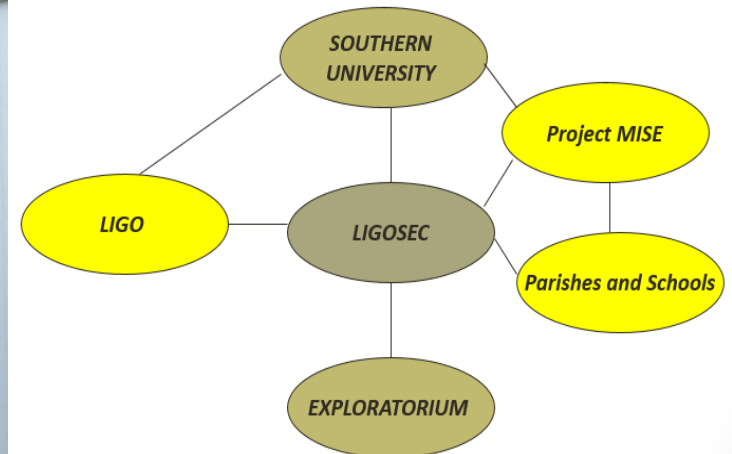 SOUTHERN
UNIVERSITY
Project MISE
LIGO
LIGOSEC
Parishes and Schools
EXPLORATORIUM